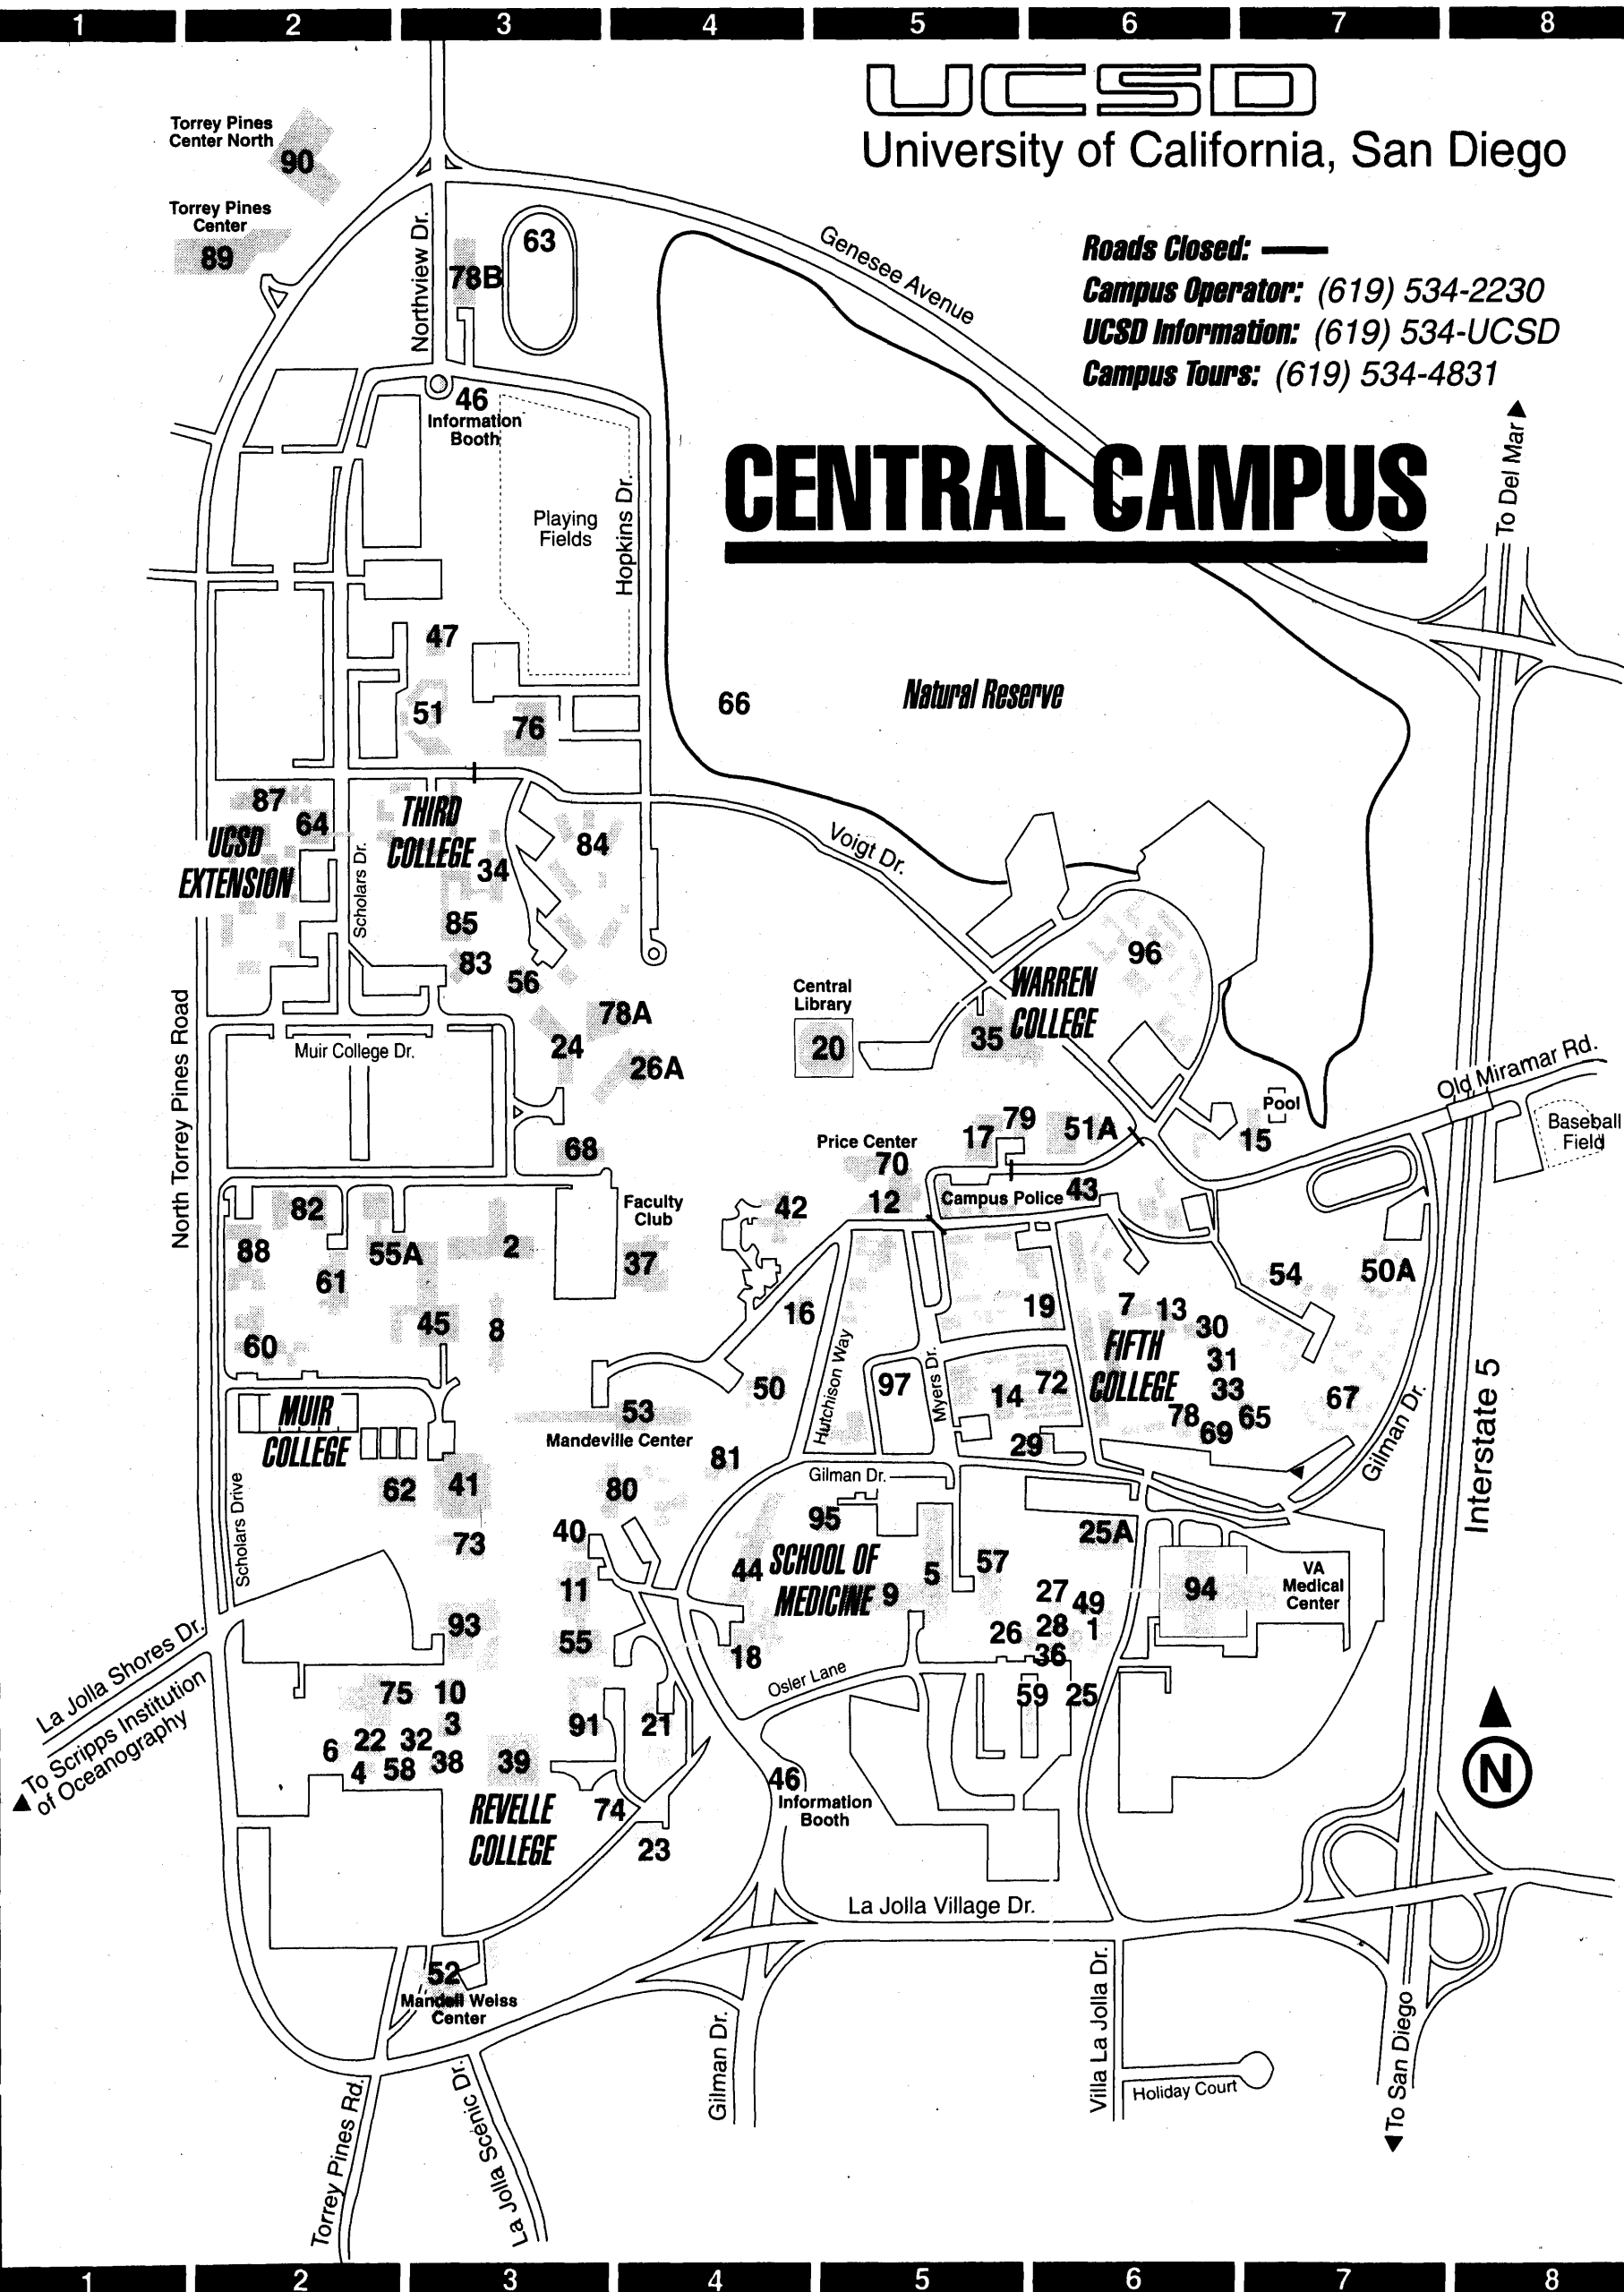 1 2 3 4 5 6 7 8
UCSD
University of California, San Diego
Torrey Pines
Center North
90
Torrey Pines
Center
89
Northview Dr.
78B
63
Genesee Avenue
Roads Closed:
Campus Operator: (619) 534-2230
UCSD Information: (619) 534-UCSD
Campus Tours: (619) 534-4831
46
Information
Booth
CENTRAL CAMPUS
To Del Mar
Playing
Fields
Hopkins Dr.
47
51
76
66
Natural Reserve
87
64
UCSD
EXTENSION
THIRD
COLLEGE
34
84
Scholars Dr.
85
83
56
Voigt Dr.
96
WARREN
COLLEGE
35
Central
Library
20
78A
24
26A
North Torrey Pines Road
Muir College Dr.
68
Old Miramar Rd.
Baseball
Field
Pool
15
79
17
51A
Price Center
70
12
Campus Police 43
82
88
55A
61
2
Faculty
Club
37
42
54
50A
60
45
8
16
19
7
13
30
31
33
FIFTH
COLLEGE
78
69
65
67
Hutchison Way
97
Myers Dr.
14
72
29
50
MUIR
COLLEGE
53
Mandeville Center
81
Gilman Dr.
Gilman Dr.
Interstate 5
62
41
80
73
40
Scholars Drive
95
44
SCHOOL OF
MEDICINE
9
5
57
25A
11
27
49
94
VA
Medical
Center
93
55
18
26
28
1
36
Osler Lane
59
25
La Jolla Shores Dr.
To Scripps Institution
of Oceanography
75
10
3
22
32
6
4
58
38
39
91
21
REVELLE
COLLEGE
74
23
46
Information
Booth
N
La Jolla Village Dr.
52
Mandell Weiss
Center
Torrey Pines Rd.
La Jolla Scenic Dr.
Gilman Dr.
Villa La Jolla Dr.
Holiday Court
To San Diego
1 2 3 4 5 6 7 8